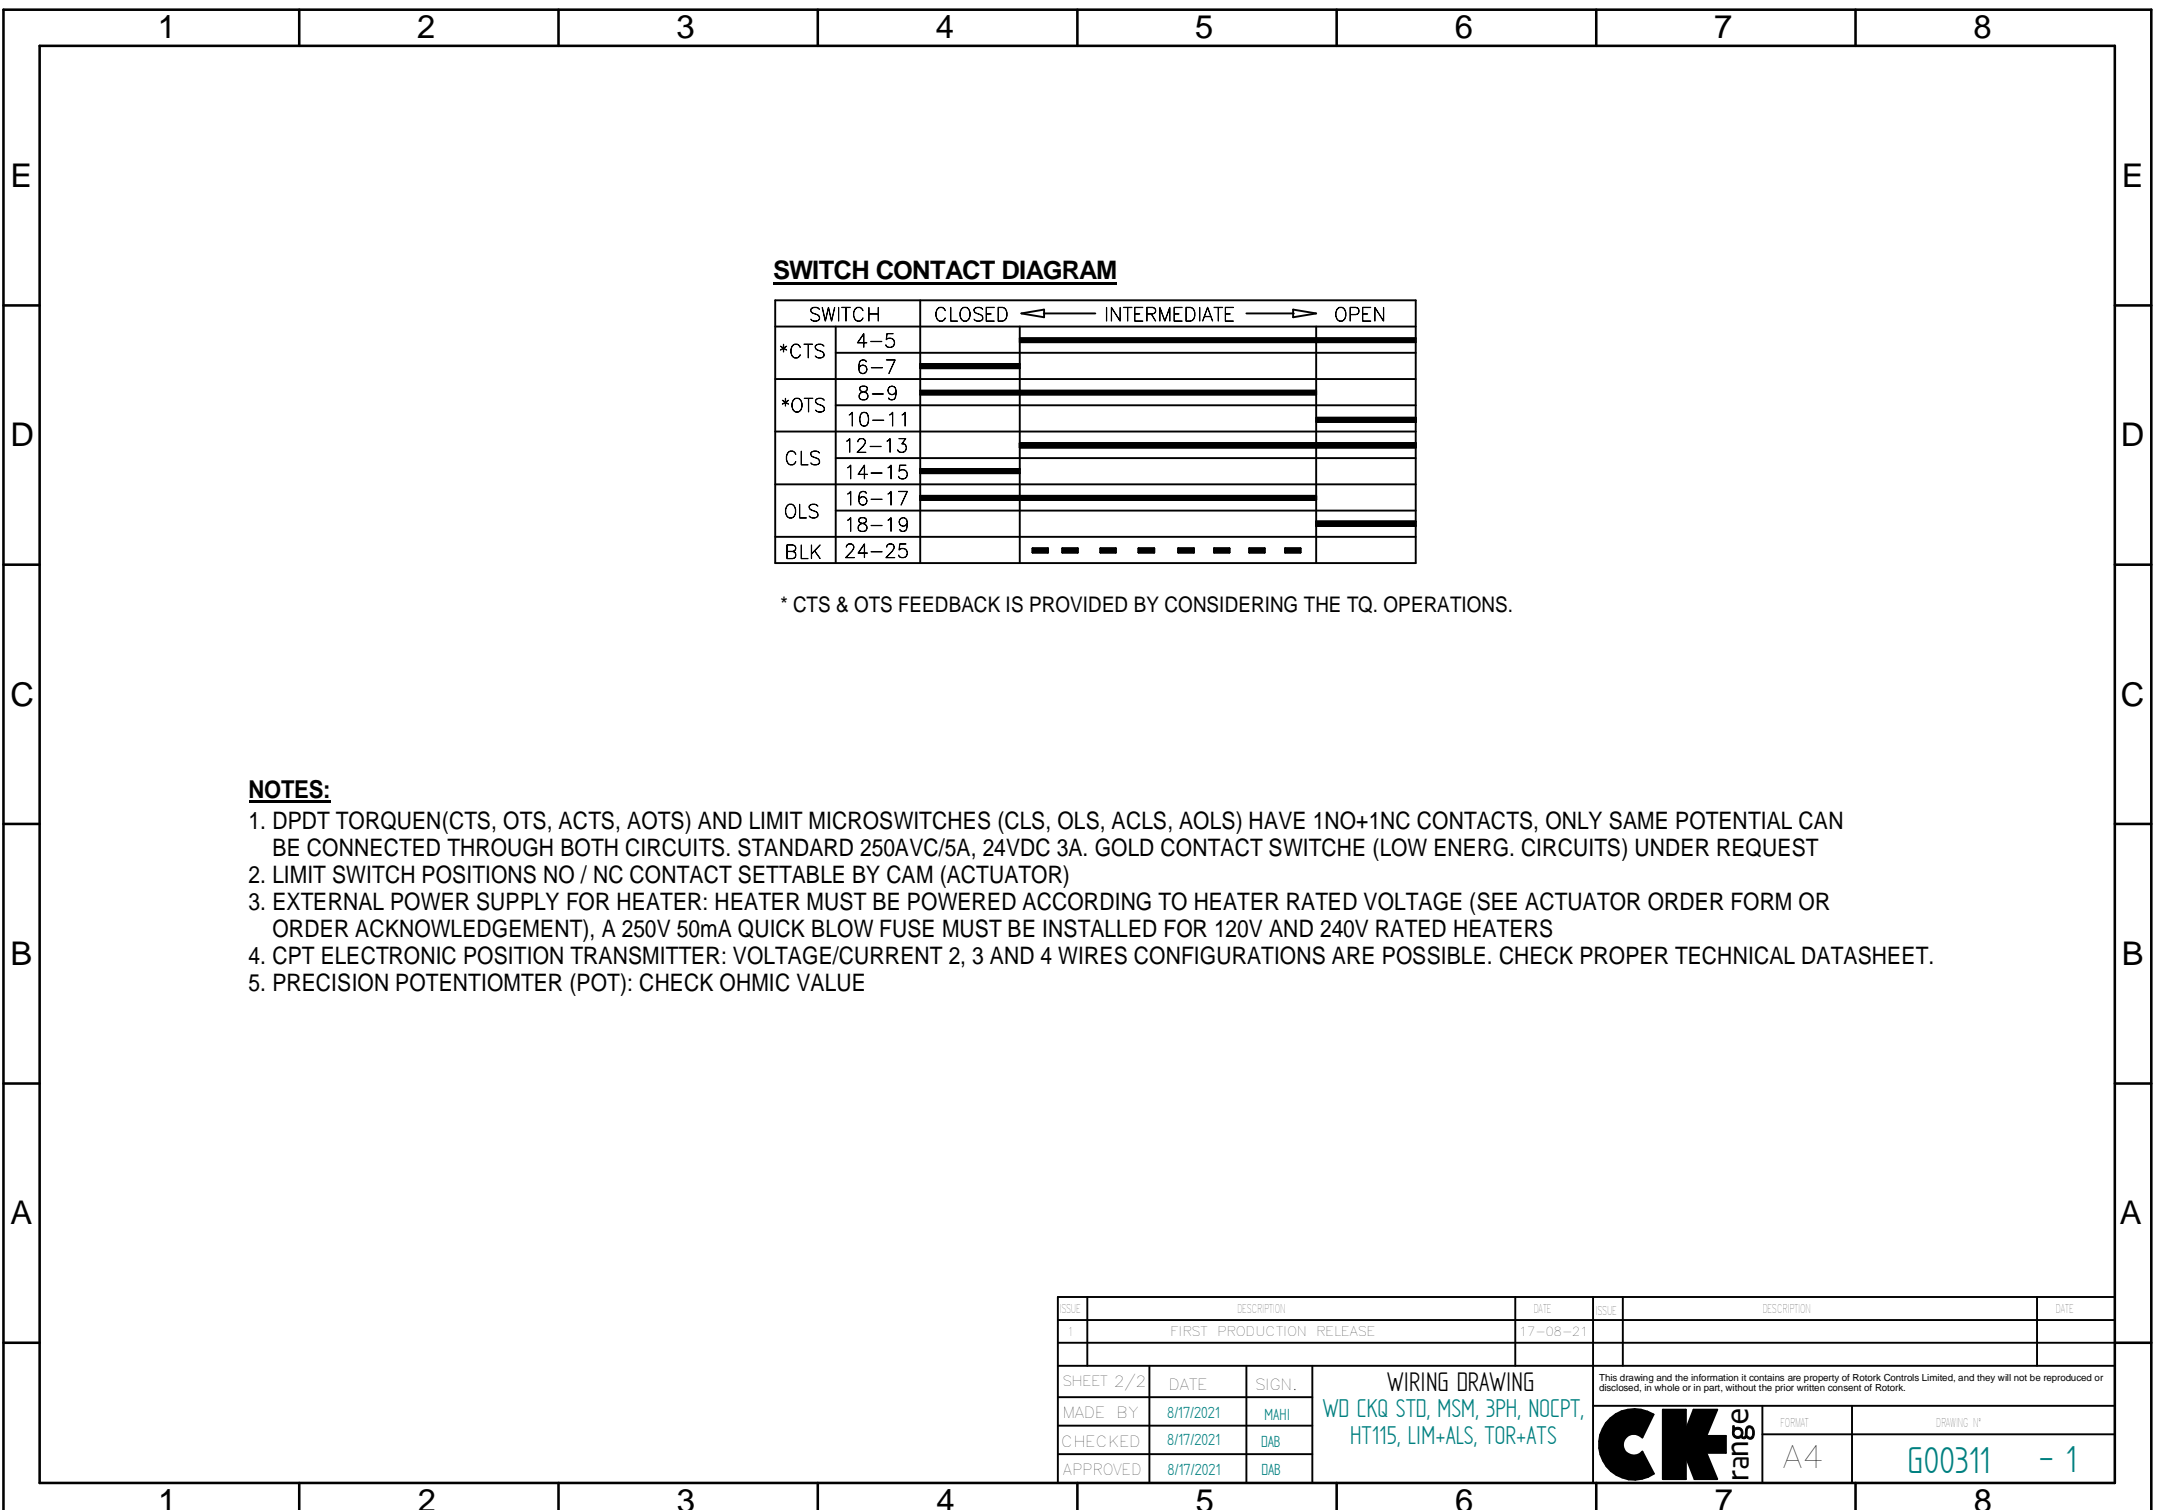 1 2 3 4 5 6 7 8
E E
SWITCH CONTACT DIAGRAM
SWITCH CLOSED INTERMEDIATE OPEN
*CTS 4-5
6-7
*OTS 8-9
10-11
CLS 12-13
14-15
OLS 16-17
18-19
BLK 24-25
D D
* CTS & OTS FEEDBACK IS PROVIDED BY CONSIDERING THE TQ. OPERATIONS.
C C
NOTES:
1. DPDT TORQUEN(CTS, OTS, ACTS, AOTS) AND LIMIT MICROSWITCHES (CLS, OLS, ACLS, AOLS) HAVE 1NO+1NC CONTACTS, ONLY SAME POTENTIAL CAN
BE CONNECTED THROUGH BOTH CIRCUITS. STANDARD 250AVC/5A, 24VDC 3A. GOLD CONTACT SWITCHE (LOW ENERG. CIRCUITS) UNDER REQUEST
2. LIMIT SWITCH POSITIONS NO / NC CONTACT SETTABLE BY CAM (ACTUATOR)
3. EXTERNAL POWER SUPPLY FOR HEATER: HEATER MUST BE POWERED ACCORDING TO HEATER RATED VOLTAGE (SEE ACTUATOR ORDER FORM OR
ORDER ACKNOWLEDGEMENT), A 250V 50mA QUICK BLOW FUSE MUST BE INSTALLED FOR 120V AND 240V RATED HEATERS
4. CPT ELECTRONIC POSITION TRANSMITTER: VOLTAGE/CURRENT 2, 3 AND 4 WIRES CONFIGURATIONS ARE POSSIBLE. CHECK PROPER TECHNICAL DATASHEET.
5. PRECISION POTENTIOMTER (POT): CHECK OHMIC VALUE
B B
A A
ISSUE DESCRIPTION DATE ISSUE DESCRIPTION DATE
1 FIRST PRODUCTION RELEASE 17-08-21
SHEET 2/2 DATE SIGN.
MADE BY 8/17/2021 MAHI
CHECKED 8/17/2021 DAB
APPROVED 8/17/2021 DAB
WIRING DRAWING
WD CKQ STD, MSM, 3PH, NOCPT,
HT115, LIM+ALS, TOR+ATS
This drawing and the information it contains are property of Rotork Controls Limited, and they will not be reproduced or
disclosed, in whole or in part, without the prior written consent of Rotork.
CK range
FORMAT
A4
DRAWING Nº
G00311 - 1
1 2 3 4 5 6 7 8